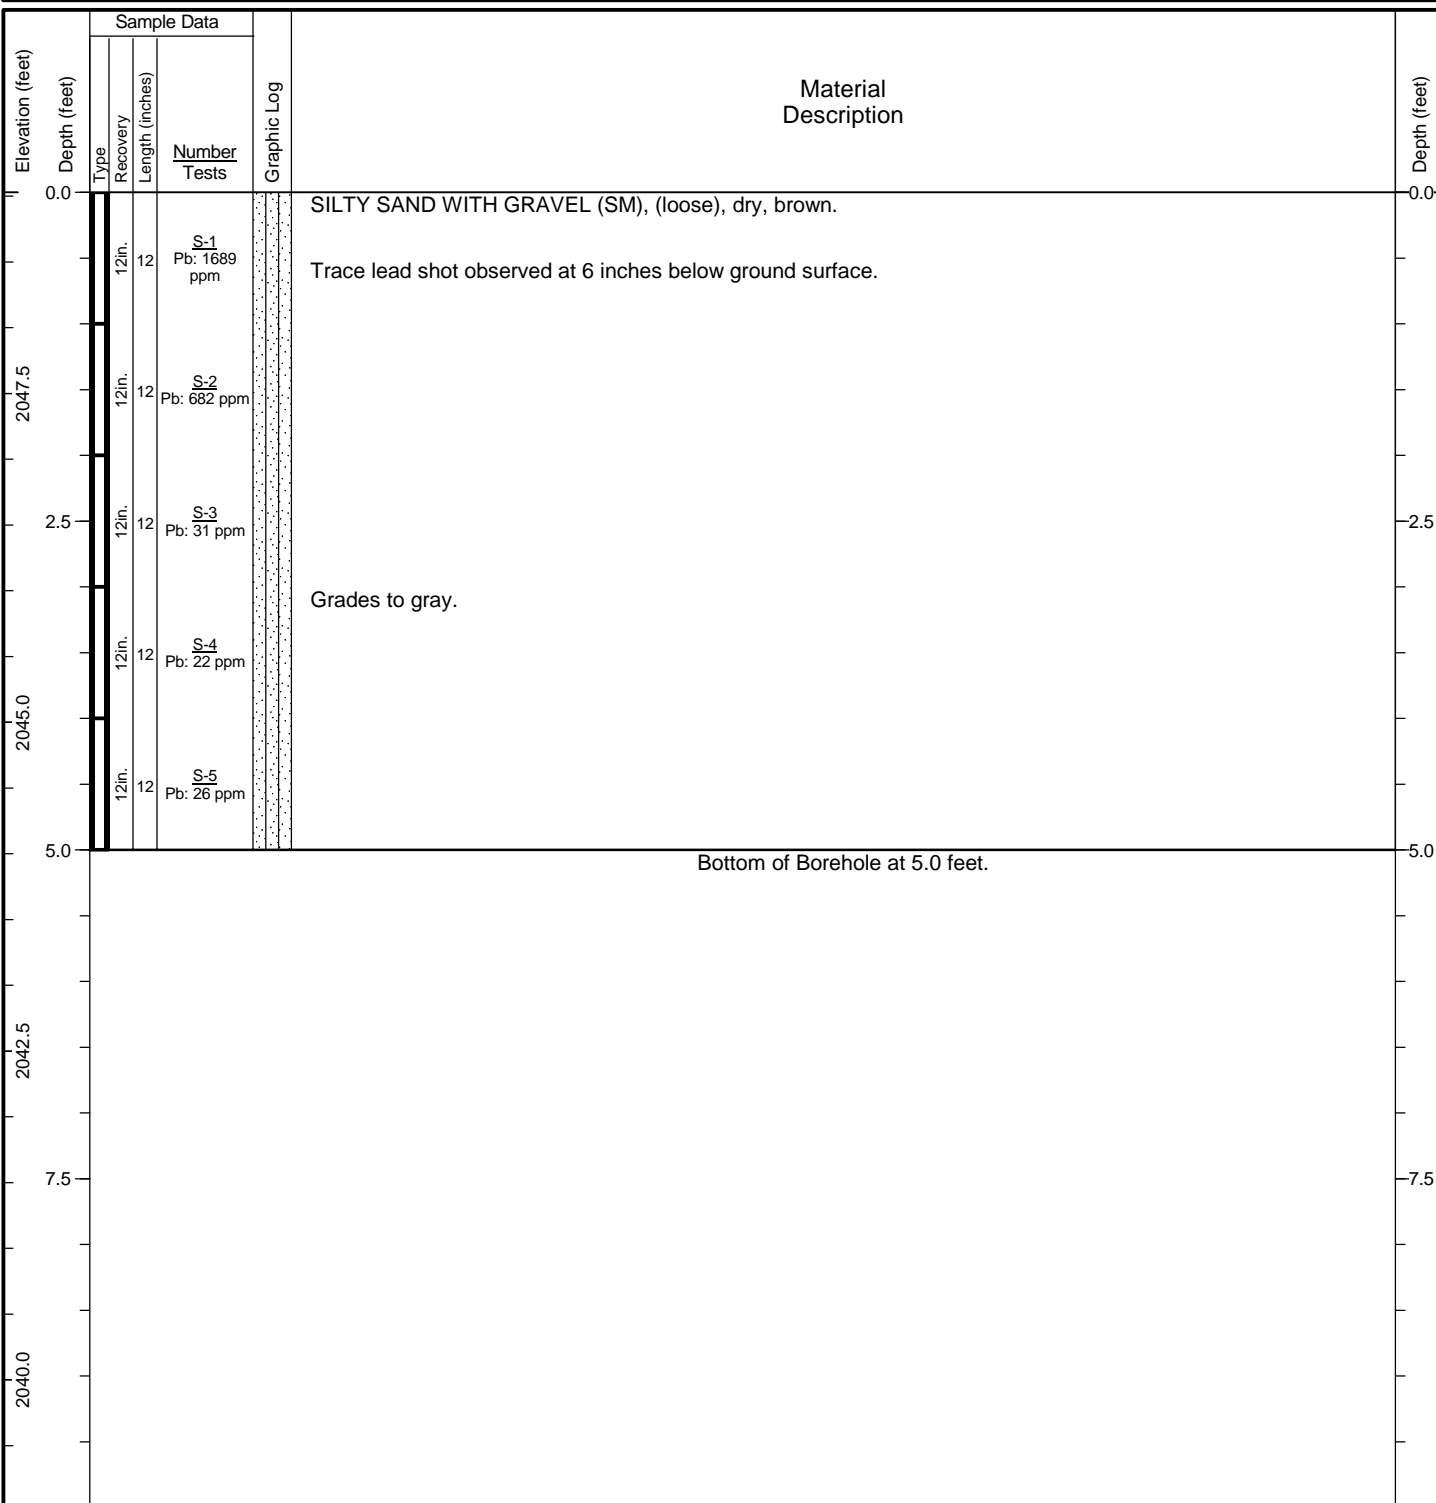 Sample Data
Elevation (feet)
Depth (feet)
Type
Recovery
Length (inches)
Number
Tests
Graphic Log
Material
Description
Depth (feet)
0.0
SILTY SAND WITH GRAVEL (SM), (loose), dry, brown.
0.0
12in.
12
S-1
Pb: 1689
ppm
Trace lead shot observed at 6 inches below ground surface.
2047.5
12in.
12
S-2
Pb: 682 ppm
2.5
12in.
12
S-3
Pb: 31 ppm
2.5
Grades to gray.
12in.
12
S-4
Pb: 22 ppm
2045.0
12in.
12
S-5
Pb: 26 ppm
5.0
Bottom of Borehole at 5.0 feet.
5.0
2042.5
7.5
7.5
2040.0